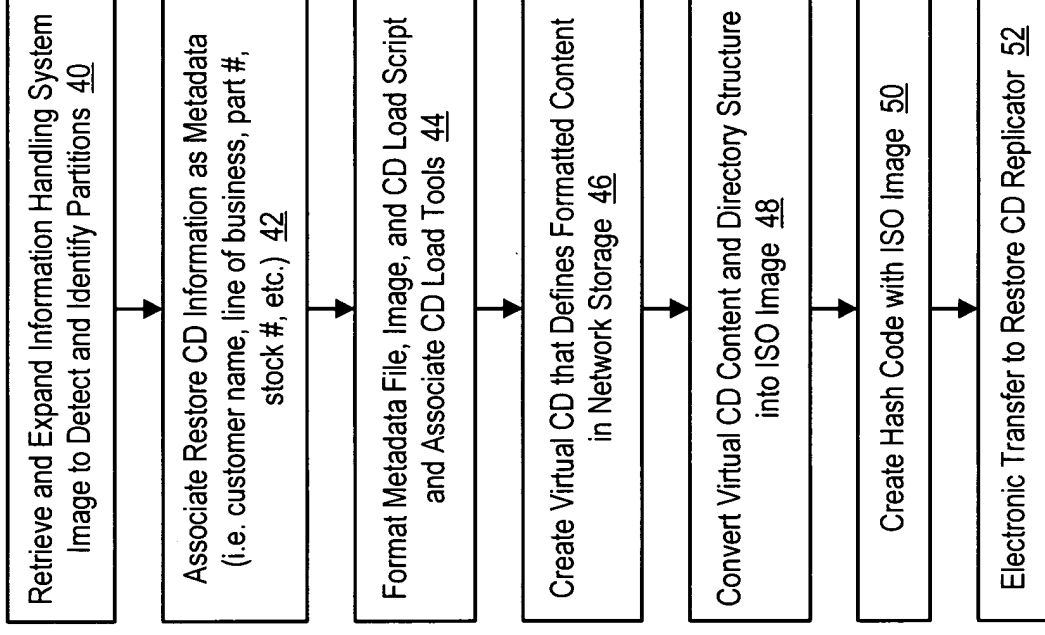 Retrieve and Expand Information Handling System
Image to Detect and Identify Partitions 40
Associate Restore CD Information as Metadata
(i.e. customer name, line of business, part #,
stock #, etc.) 42
Format Metadata File, Image, and CD Load Script
and Associate CD Load Tools 44
Create Virtual CD that Defines Formatted Content
in Network Storage 46
Convert Virtual CD Content and Directory Structure
into ISO Image 48
Create Hash Code with ISO Image 50
Electronic Transfer to Restore CD Replicator 52